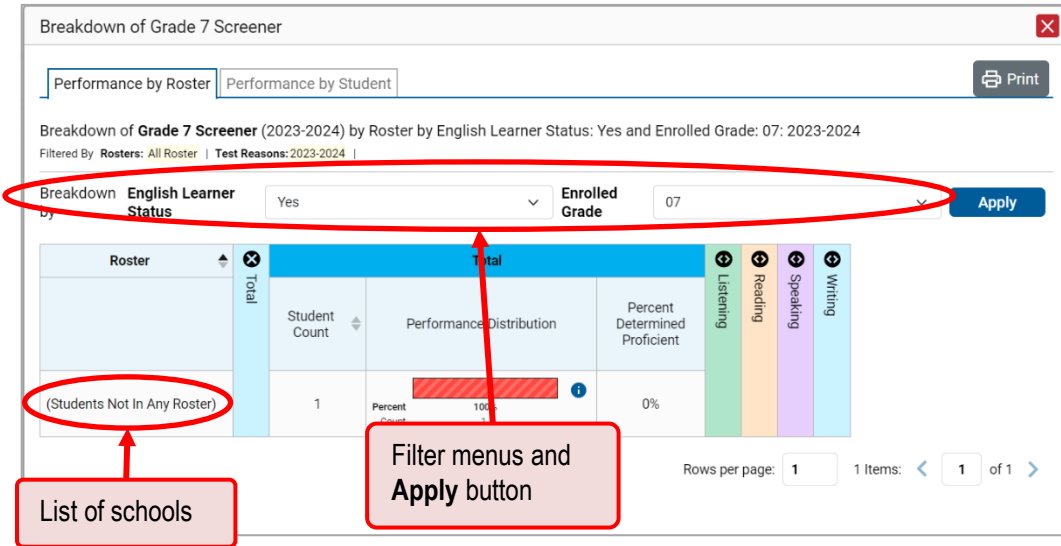 Breakdown of Grade 7 Screener
Performance by Roster Performance by Student
Print
Breakdown of Grade 7 Screener (2023-2024) by Roster by English Learner Status: Yes and Enrolled Grade: 07: 2023-2024
Filtered By Rosters: All Roster | Test Reasons: 2023-2024 |
Breakdown by English Learner Status Yes Enrolled Grade 07 Apply
Roster
Total
Total
Listening
Reading
Speaking
Writing
Student Count
Performance Distribution
Percent Determined Proficient
(Students Not In Any Roster) 1
Percent 100%
Count 1
0%
Filter menus and
Apply button
List of schools
Rows per page: 1 1 Items: 1 of 1